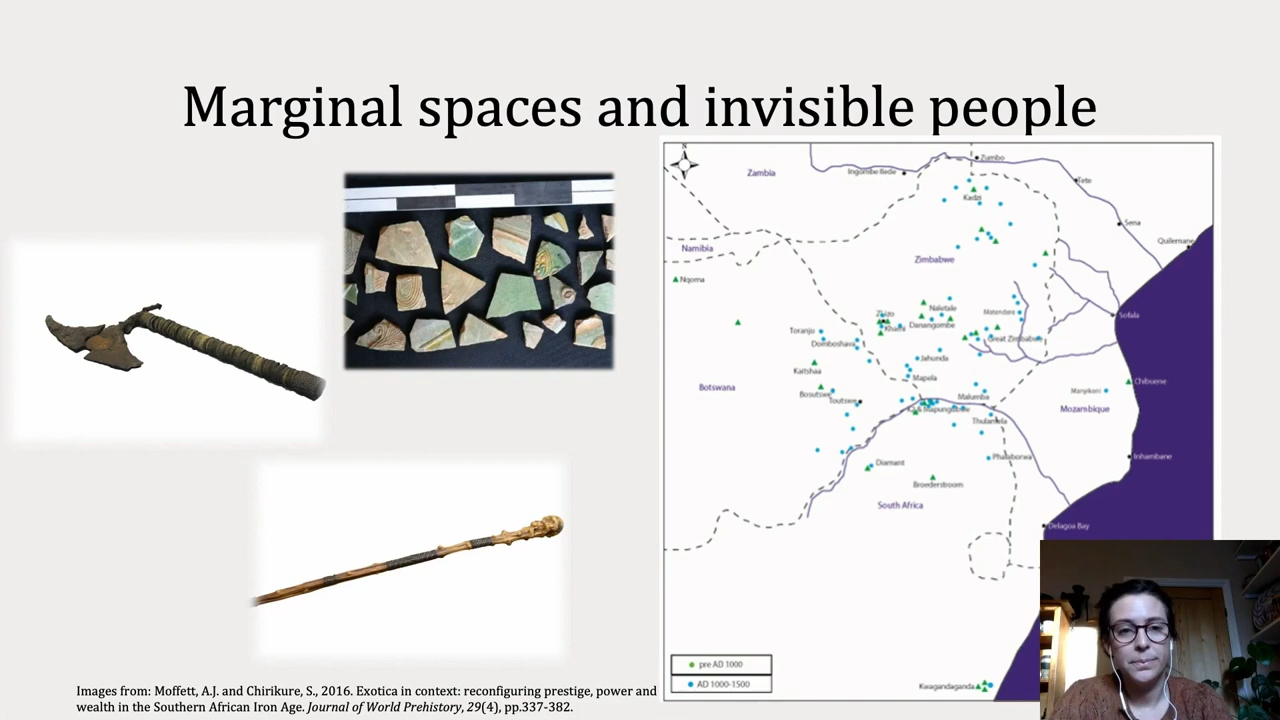 Marginal spaces and invisible people
N
Zambia
Ingombe Ilede
Zumbo
Tete
Kadzi
Sena
Quilemane
Namibia
Zimbabwe
Nqoma
Naletale
Zhizo
Matendere
Sofala
Khami
Danangombe
Toranju
Domboshava
Great Zimbabwe
Jahunda
Kaitshaa
Mapela
Chibuene
Botswana
Bosutswe
Manyikeni
Toutswe
Malumba
K2 & Mapungubwe
Mozambique
Thulamela
Diamant
Phalaborwa
Inhambane
Broederstroom
South Africa
Delagoa Bay
pre AD 1000
AD 1000-1500
Kwagandaganda
Images from: Moffett, A.J. and Chirikure, S., 2016. Exotica in context: reconfiguring prestige, power and
wealth in the Southern African Iron Age. Journal of World Prehistory, 29(4), pp.337-382.